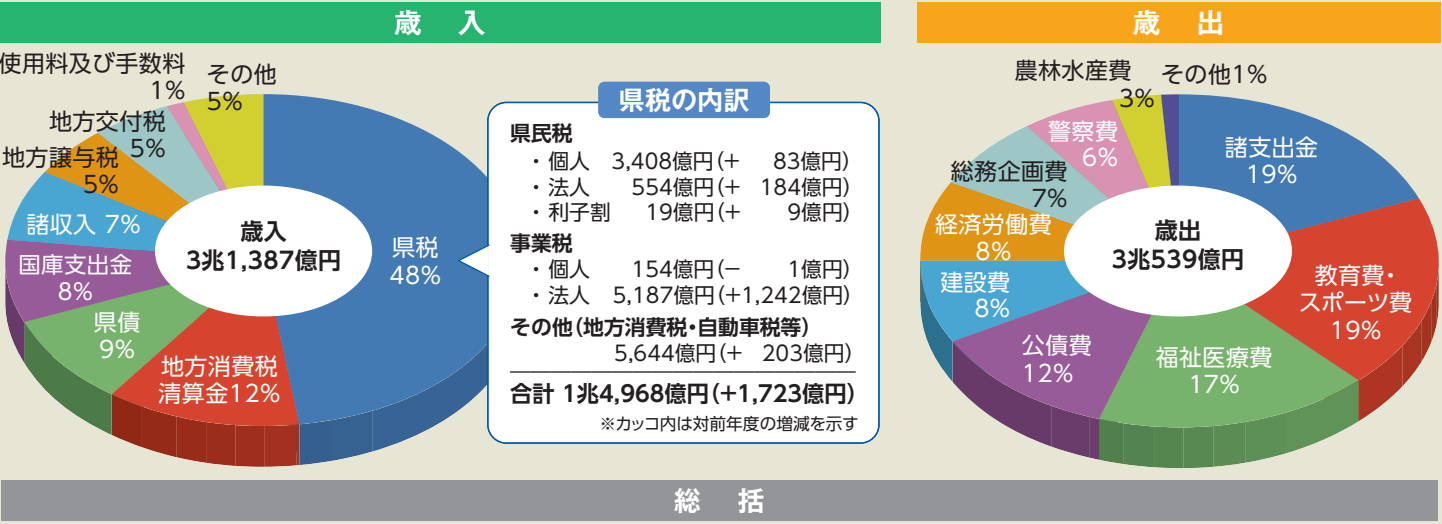 歳入
使用料及び手数料
1%
その他
5%
地方交付税
5%
地方譲与税
5%
諸収入 7%
国庫支出金
8%
県債
9%
地方消費税
清算金12%
県税
48%
歳入
3兆1,387億円
県税の内訳
県民税
・個人 3,408億円(+ 83億円)
・法人 554億円(+ 184億円)
・利子割 19億円(+ 9億円)
事業税
・個人 154億円(− 1億円)
・法人 5,187億円(+1,242億円)
その他(地方消費税・自動車税等)
5,644億円(+ 203億円)
合計 1兆4,968億円(+1,723億円)
※カッコ内は対前年度の増減を示す
歳出
農林水産費
3%
その他1%
警察費
6%
総務企画費
7%
経済労働費
8%
建設費
8%
公債費
12%
福祉医療費
17%
教育費・
スポーツ費
19%
諸支出金
19%
歳出
3兆539億円
総括